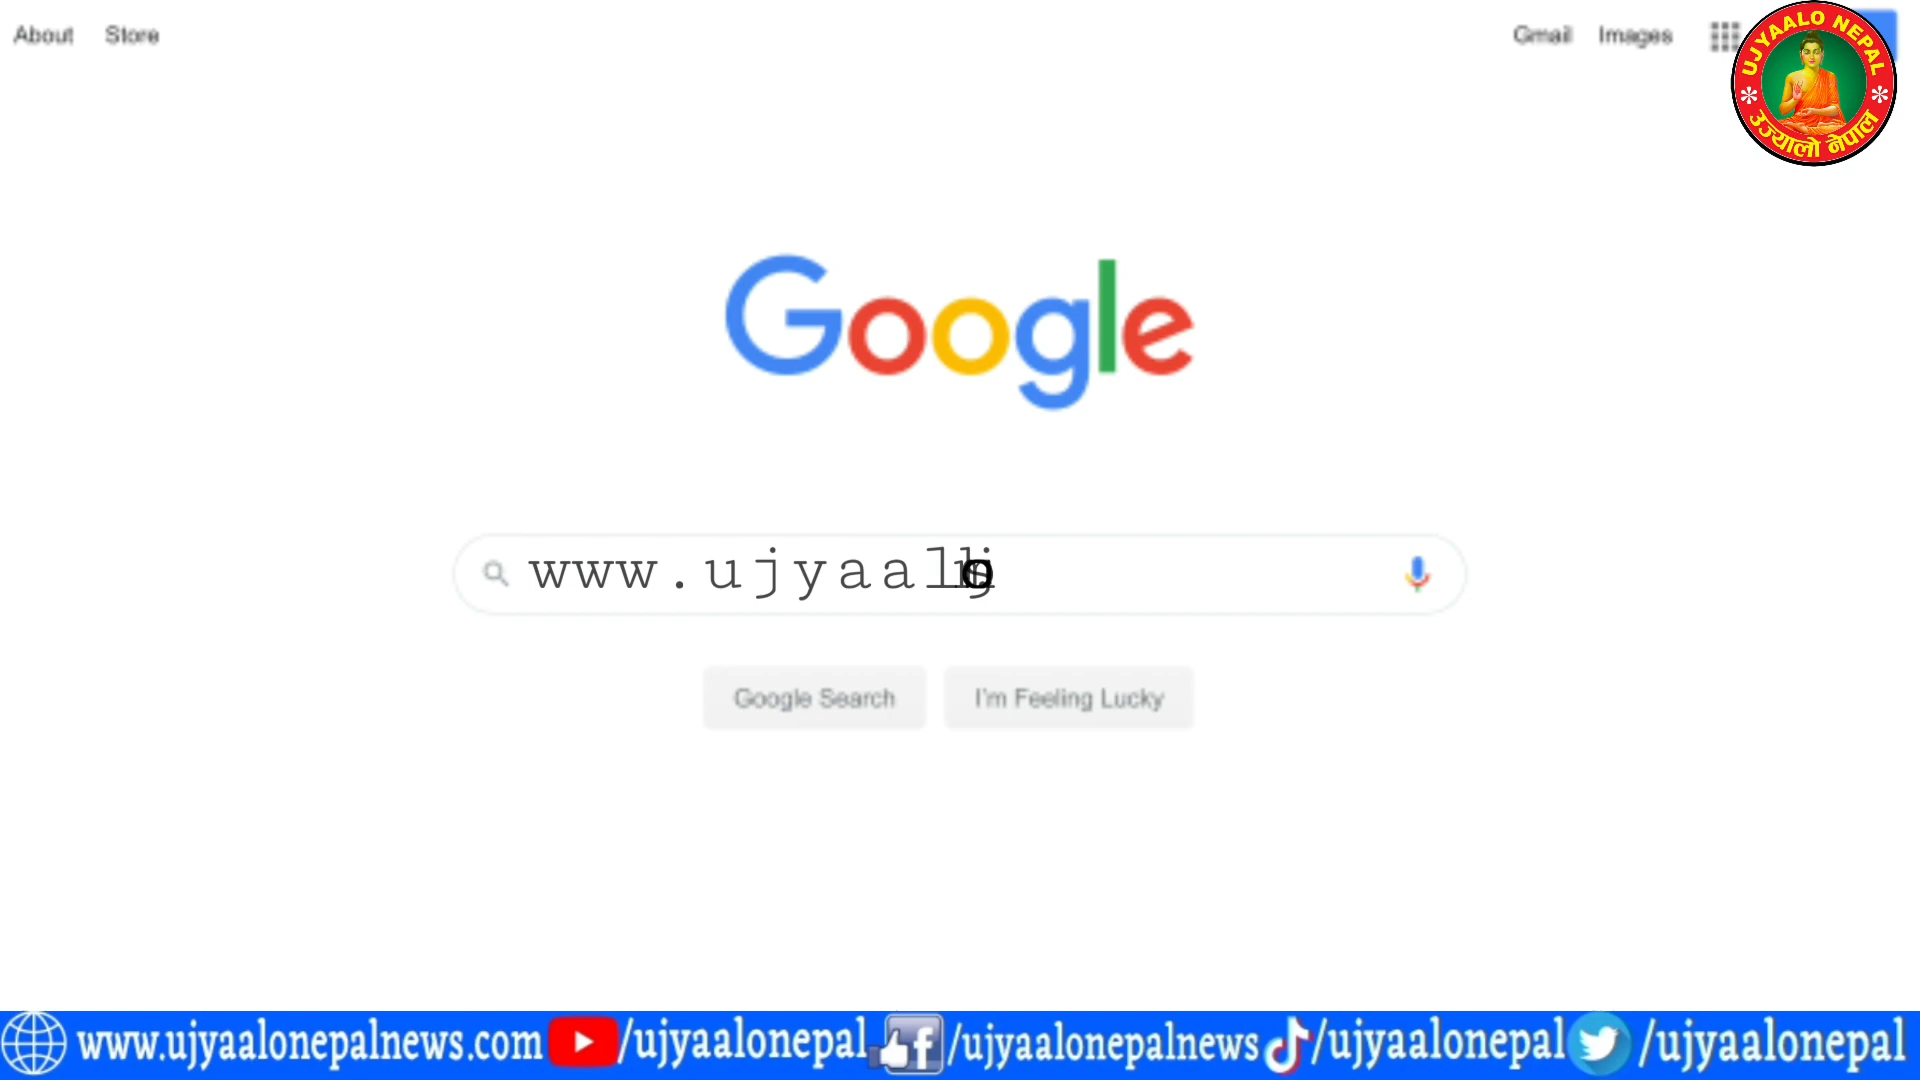 About Store Gmail Images
UJYAALO NEPAL
उज्यालो नेपाल
Google
www.ujyaal
Google Search I'm Feeling Lucky
www.ujyaalonepalnews.com /ujyaalonepal /ujyaalonepalnews /ujyaalonepal /ujyaalonepal